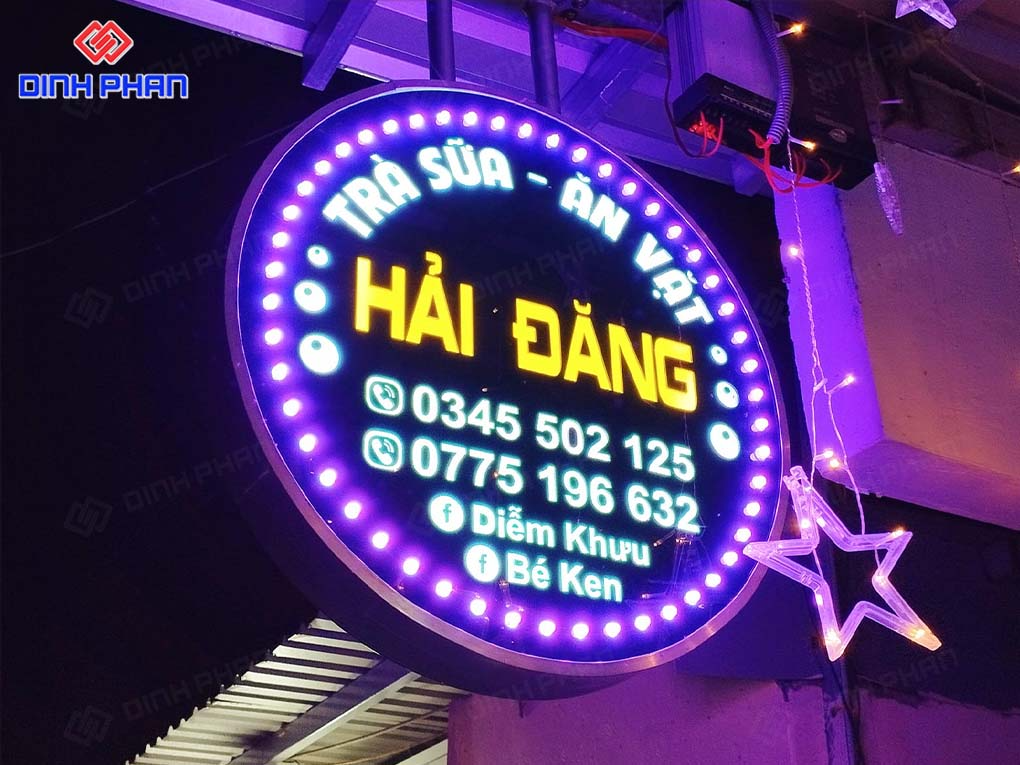 DINH PHAN
TRÀ SỮA - ĂN VẶT
HẢI ĐĂNG
0345 502 125
0775 196 632
Diễm Khưu
Bé Ken